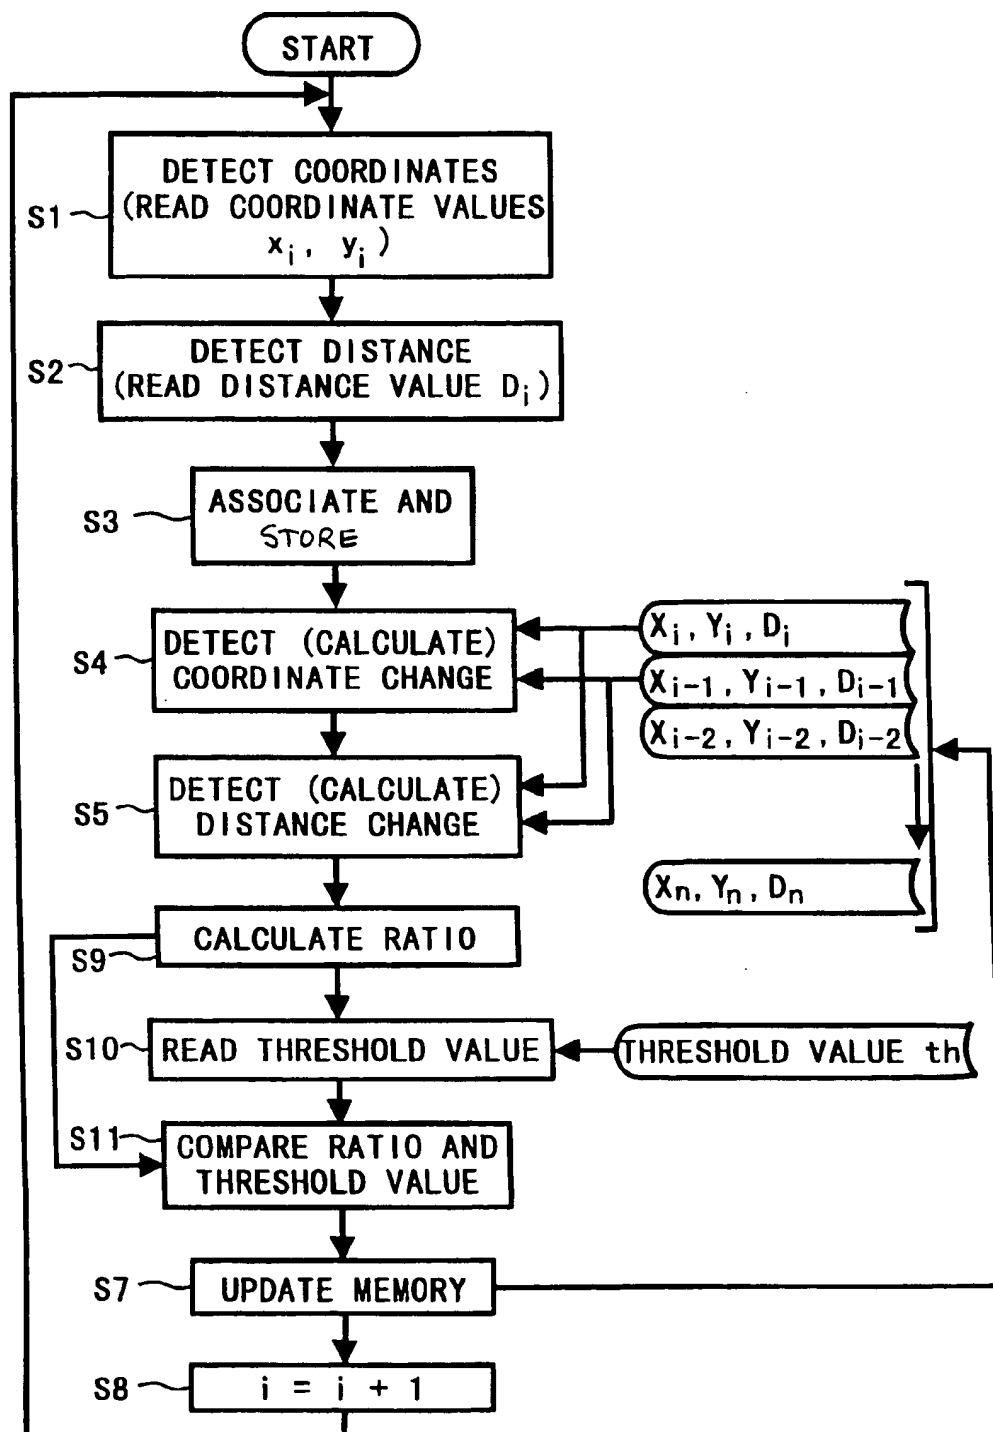 START
DETECT COORDINATES
S1
(READ COORDINATE VALUES
xi, yi)
DETECT DISTANCE
S2
(READ DISTANCE VALUE Di)
ASSOCIATE AND
S3
STORE
Xi, Yi, Di
DETECT (CALCULATE)
S4
COORDINATE CHANGE
Xi-1, Yi-1, Di-1
Xi-2, Yi-2, Di-2
DETECT (CALCULATE)
S5
DISTANCE CHANGE
Xn, Yn, Dn
CALCULATE RATIO
S9
S10
READ THRESHOLD VALUE
THRESHOLD VALUE th
S11
COMPARE RATIO AND
THRESHOLD VALUE
S7
UPDATE MEMORY
S8
i = i + 1